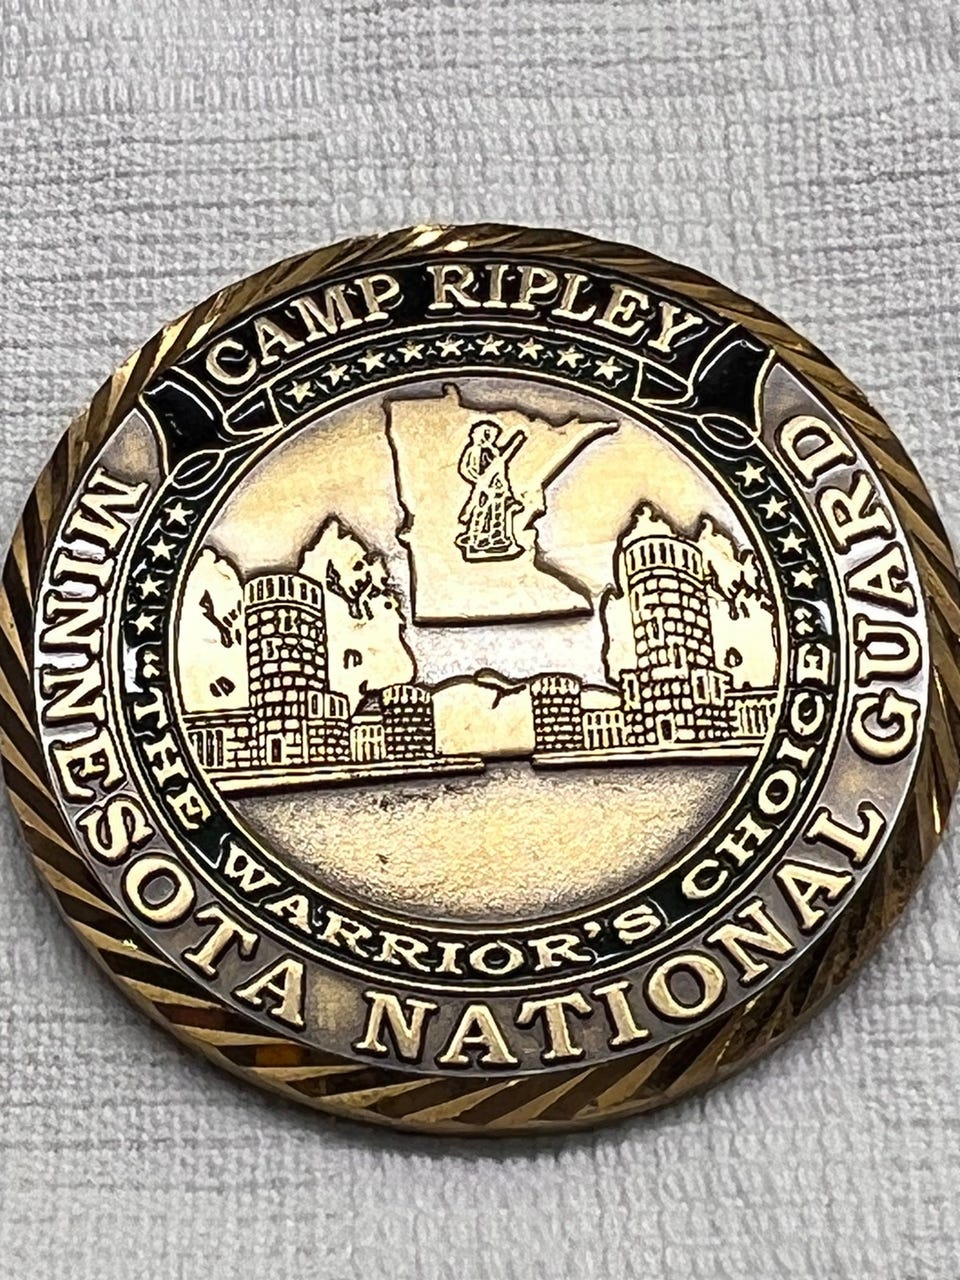 CAMP RIPLEY
"THE WARRIOR'S CHOICE"
MINNESOTA NATIONAL GUARD